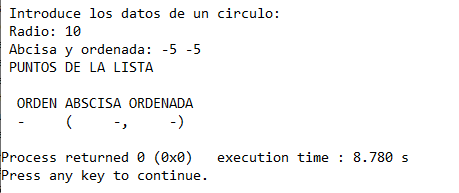 Introduce los datos de un circulo:
Radio: 10
Abcisa y ordenada: -5 -5
PUNTOS DE LA LISTA
ORDEN ABSCISA ORDENADA
- ( -, -)
Process returned 0 (0x0) execution time : 8.780 s
Press any key to continue.